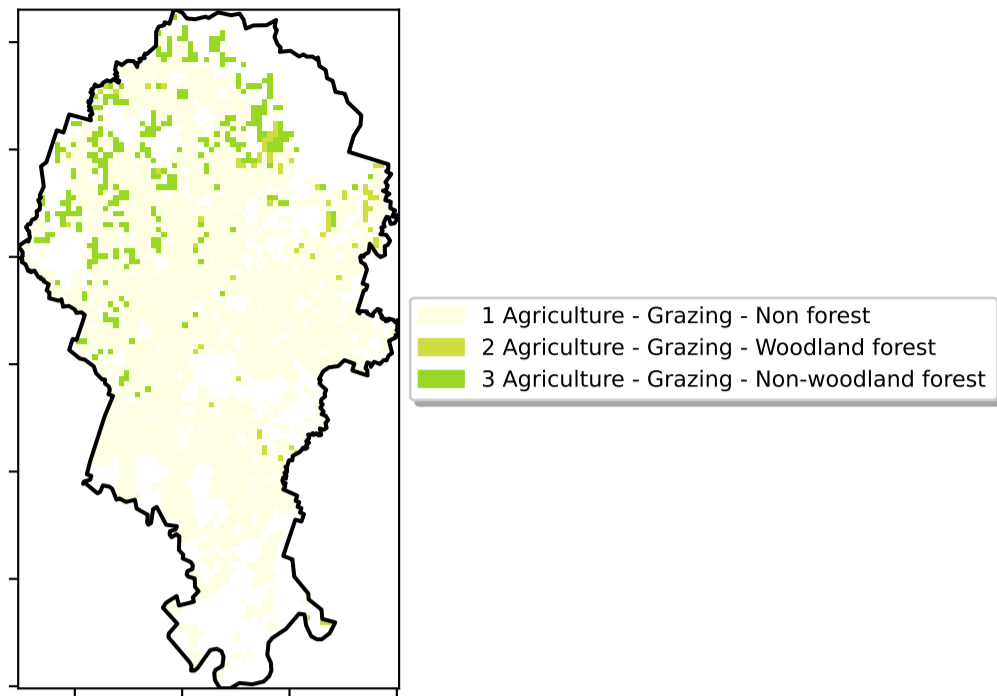 1 Agriculture - Grazing - Non forest
2 Agriculture - Grazing - Woodland forest
3 Agriculture - Grazing - Non-woodland forest